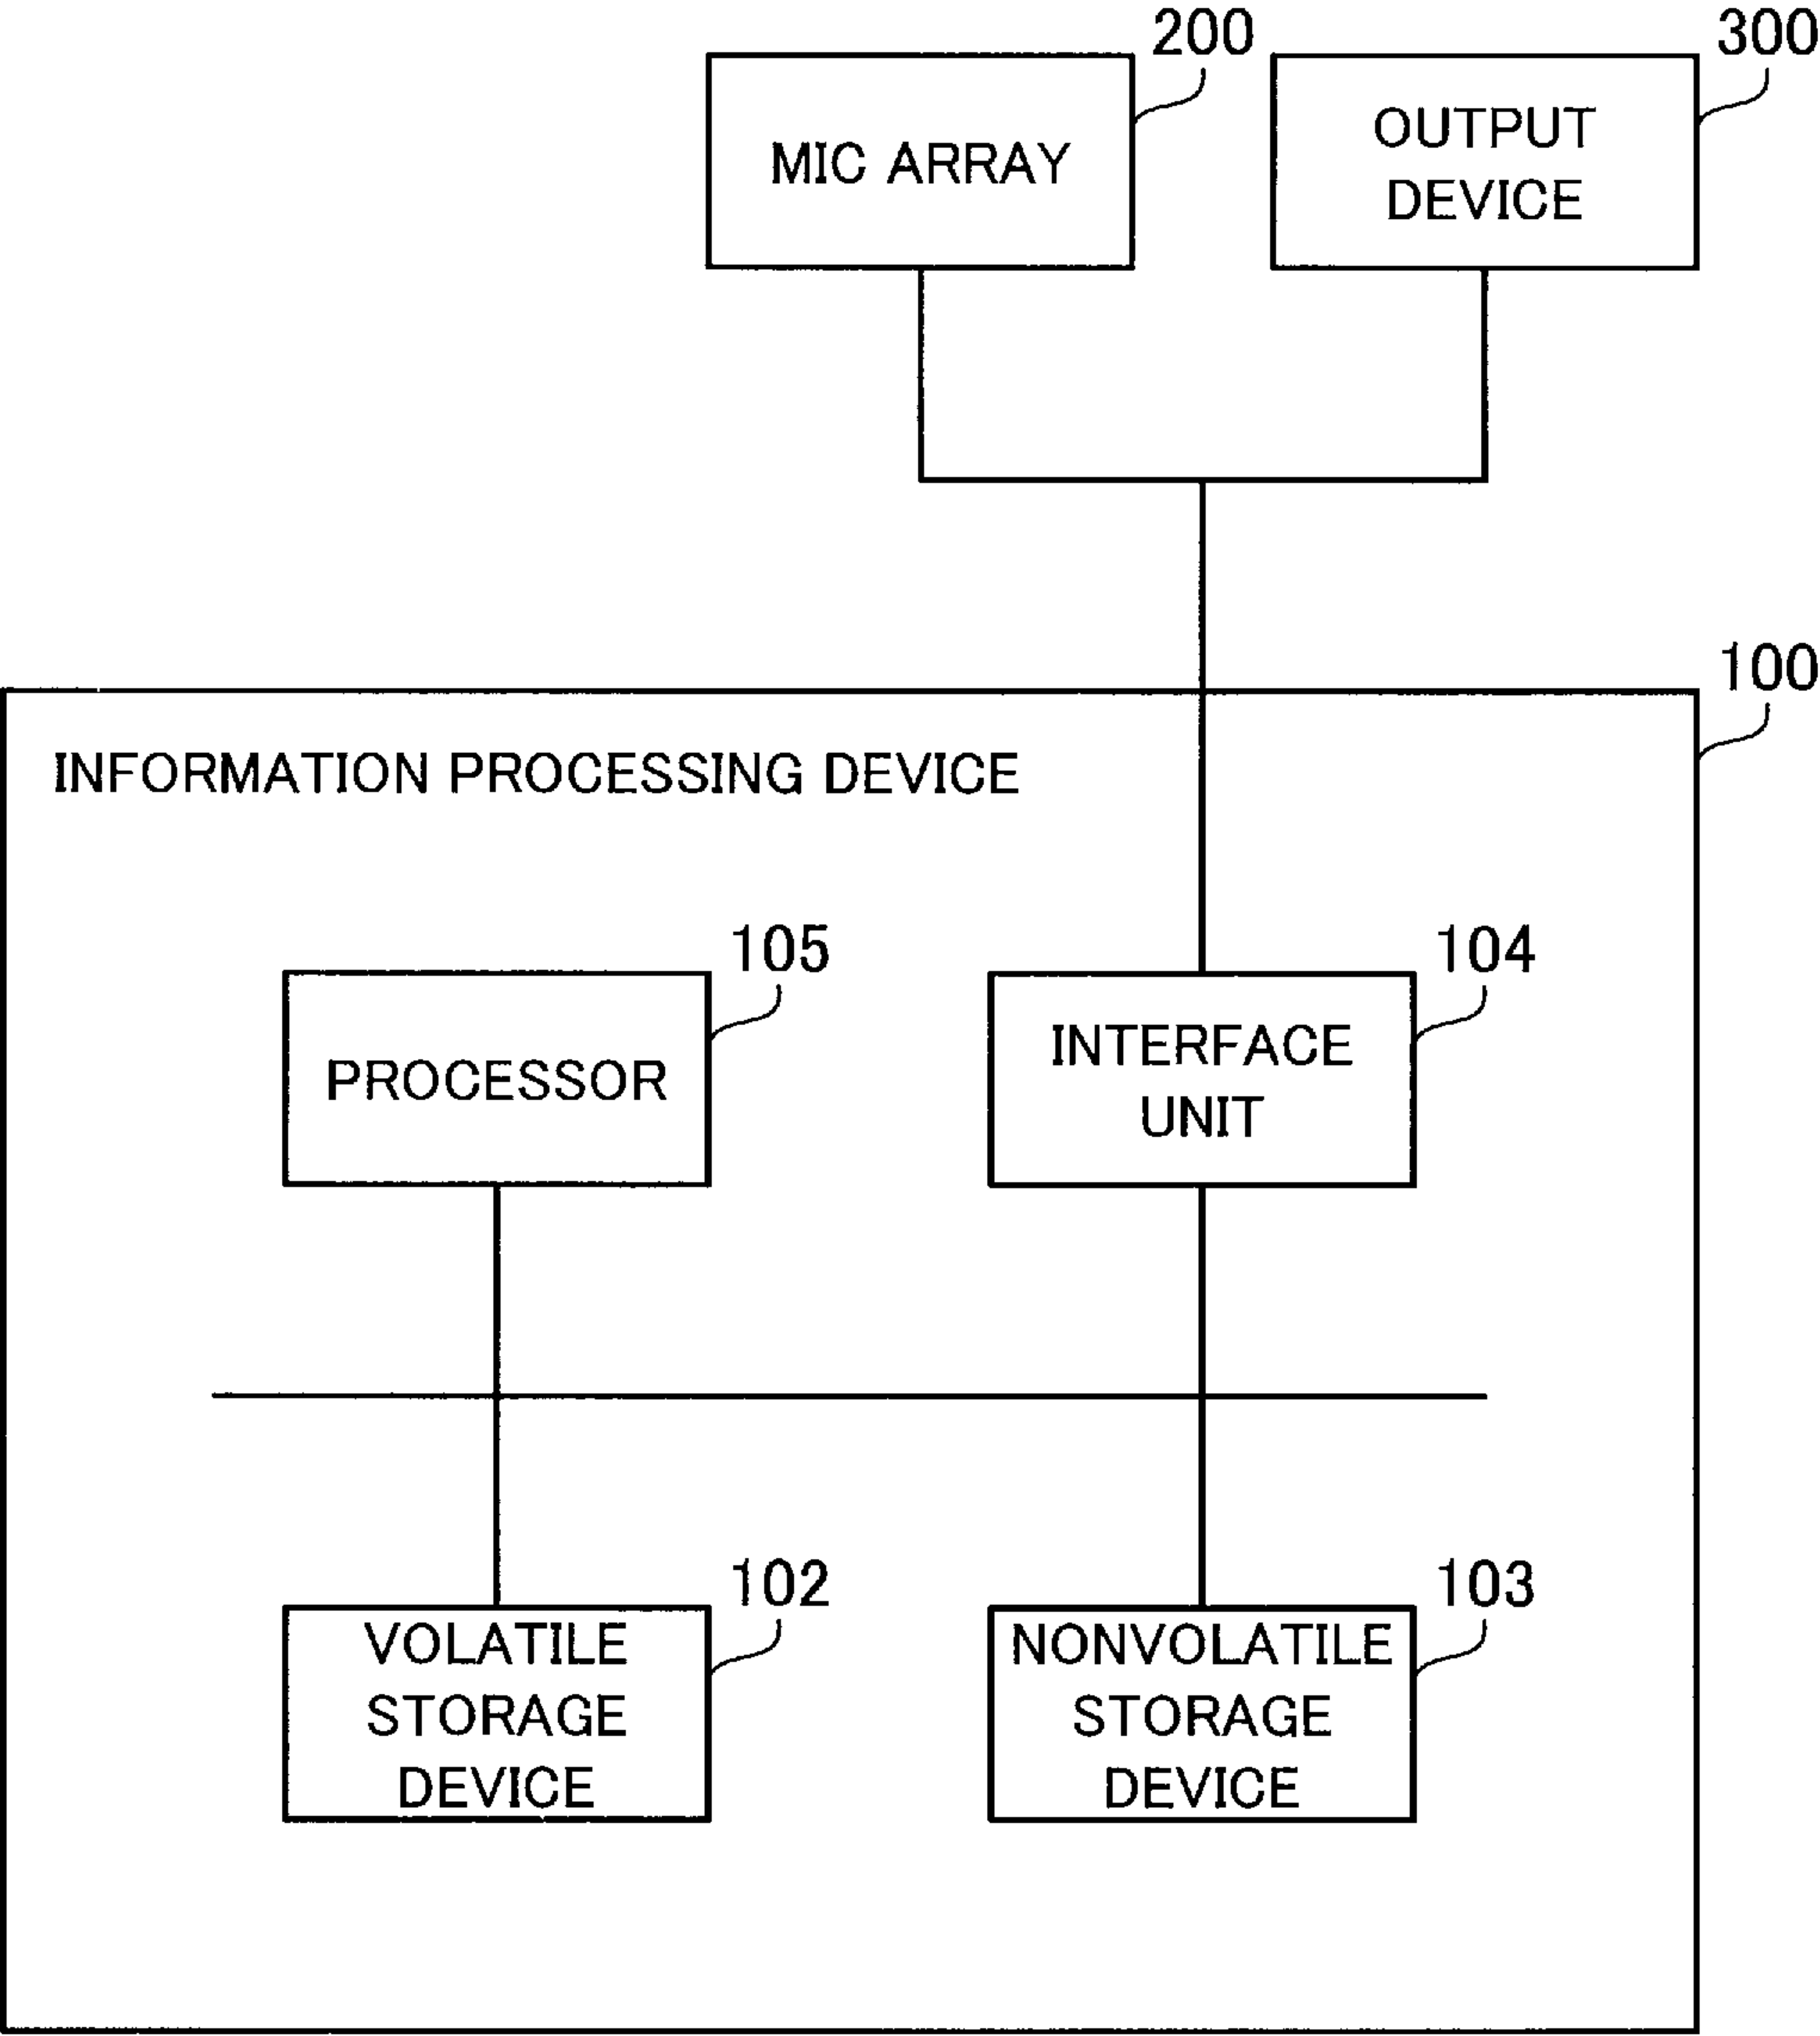 200
300
MIC ARRAY
OUTPUT
DEVICE
100
INFORMATION PROCESSING DEVICE
105
104
PROCESSOR
INTERFACE
UNIT
102
103
VOLATILE
STORAGE
DEVICE
NONVOLATILE
STORAGE
DEVICE